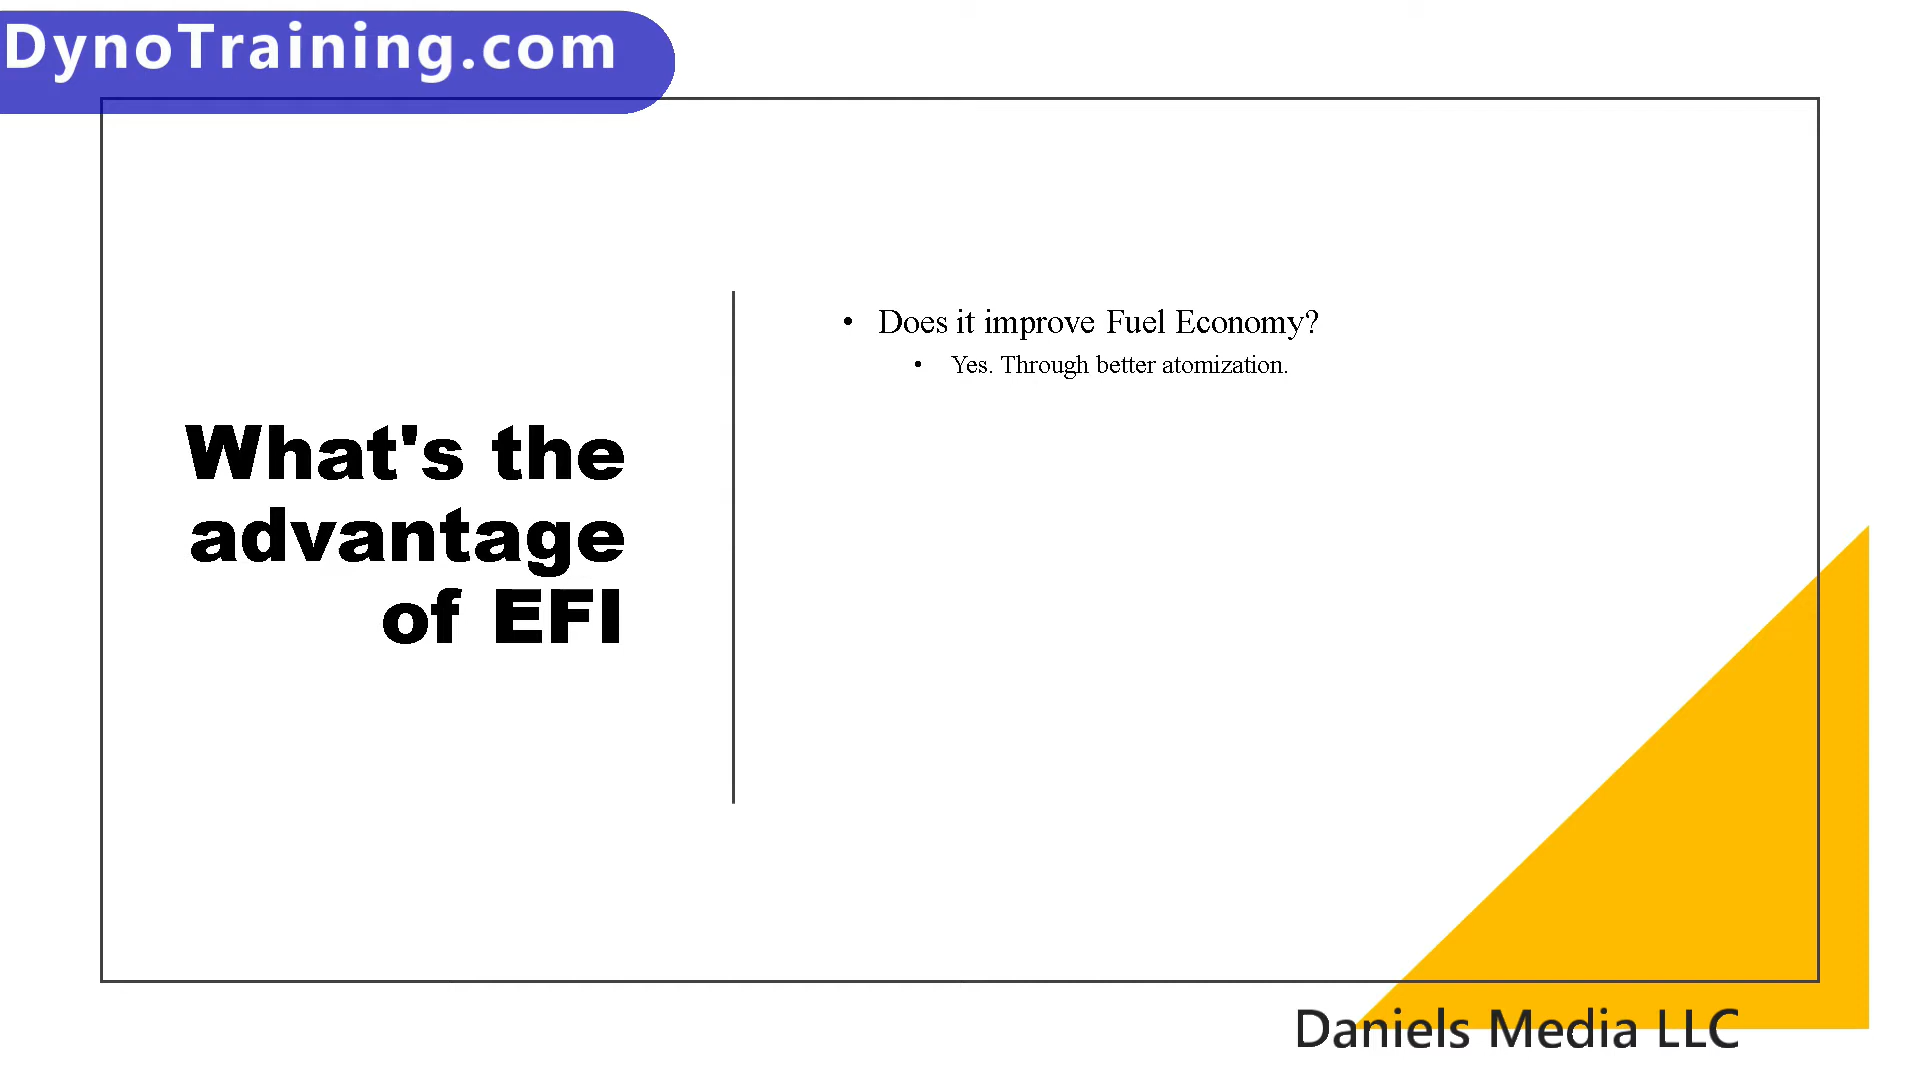 DynoTraining.com
What's the
advantage
of EFI
• Does it improve Fuel Economy?
• Yes. Through better atomization.
Daniels Media LLC